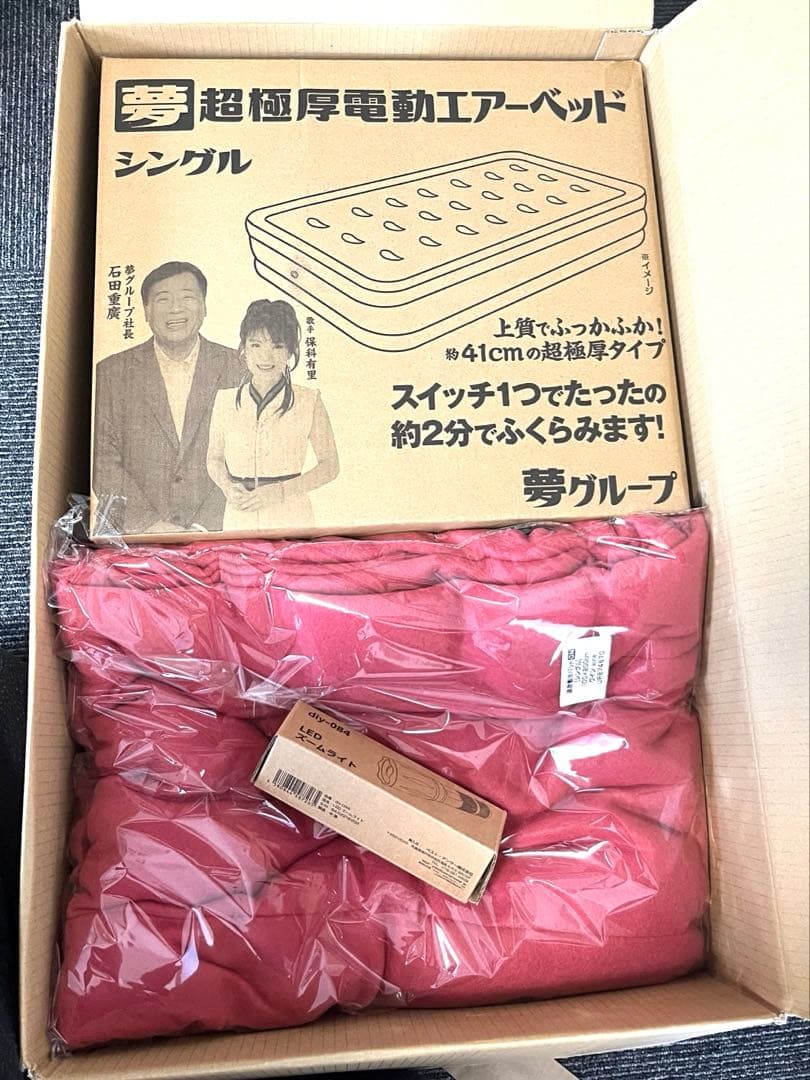 夢 超極厚電動エアーベッド
シングル
※イメージ
夢グループ社長
石田重廣
歌手 保科有里
上質でふっかふか!
約41cmの超極厚タイプ
スイッチ1つでたったの
約2分でふくらみます!
夢グループ
(シングル)
diy-084
LED
ズームライト